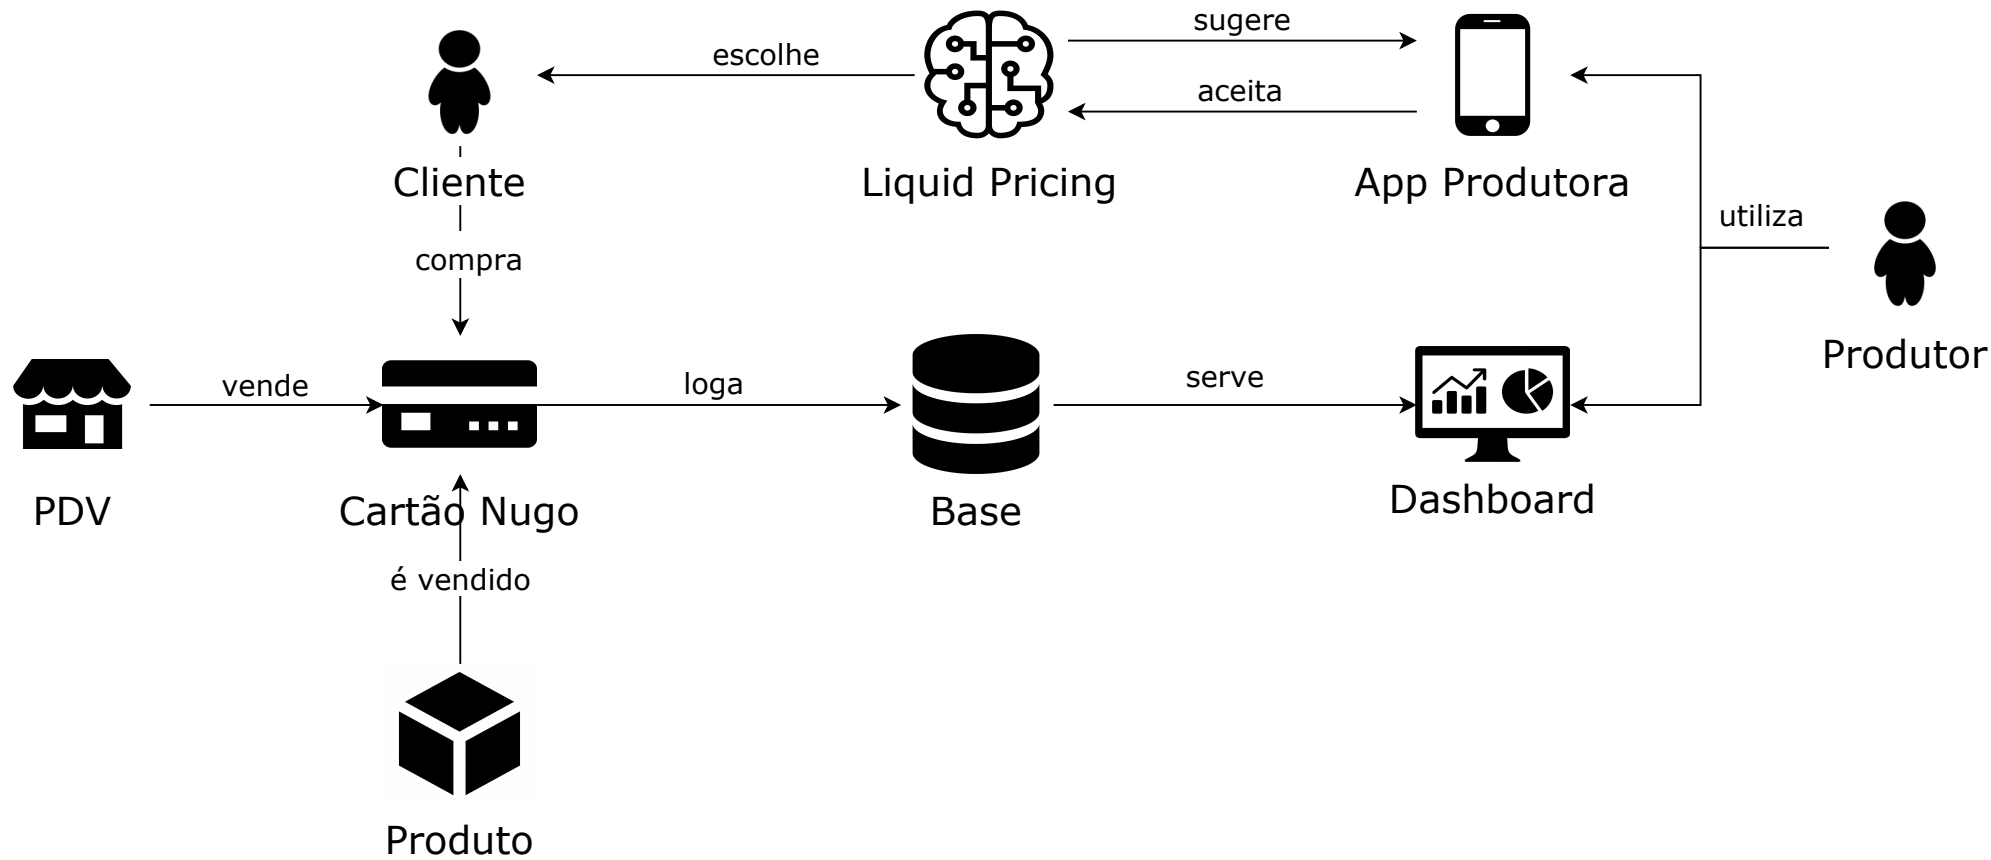 sugere
escolhe
aceita
Cliente
Liquid Pricing
App Produtora
utiliza
compra
Produtor
vende
loga
serve
PDV
Cartão Nugo
Base
Dashboard
é vendido
Produto